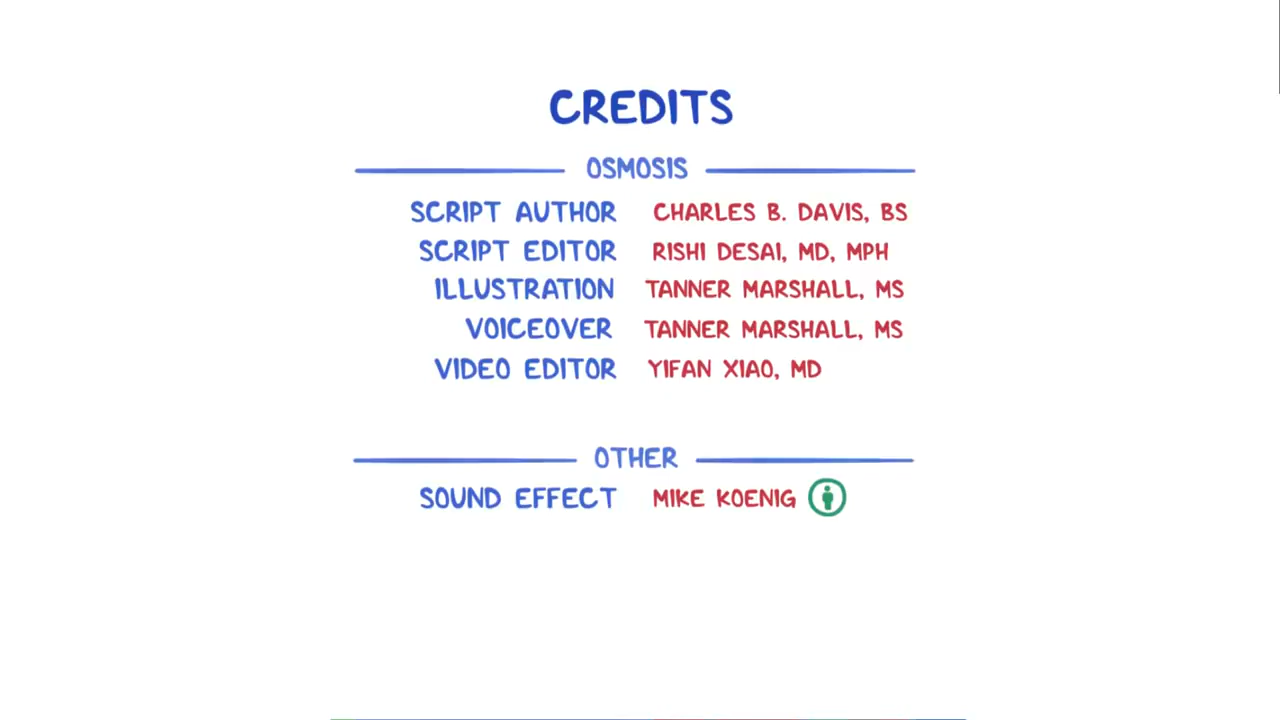 CREDITS
OSMOSIS
SCRIPT AUTHOR CHARLES B. DAVIS, BS
SCRIPT EDITOR RISHI DESAI, MD, MPH
ILLUSTRATION TANNER MARSHALL, MS
VOICEOVER TANNER MARSHALL, MS
VIDEO EDITOR YIFAN XIAO, MD
OTHER
SOUND EFFECT MIKE KOENIG